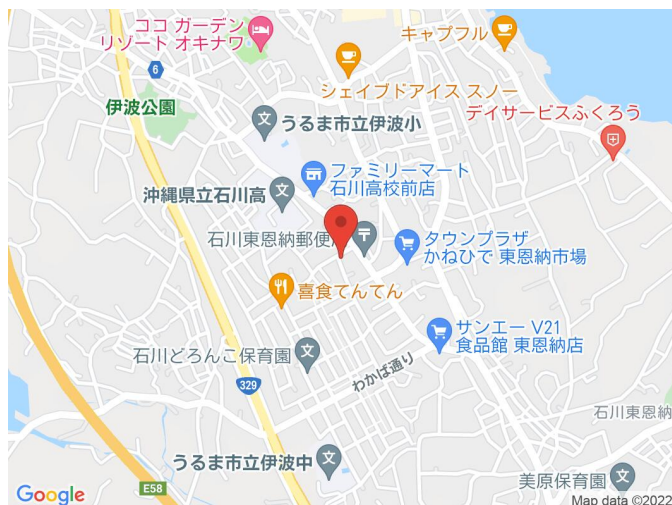 ココ ガーデン
リゾート オキナワ
キャプフル
6
シェイブドアイス スノー
伊波公園
デイサービスふくろう
文
うるま市立伊波小
ファミリーマート
石川高校前店
沖縄県立石川高
文
石川東恩納郵便
〒
タウンプラザ
かねひで 東恩納市場
喜食てんてん
サンエー V21
食品館 東恩納店
石川どろんこ保育園
文
わかば通り
329
石川東恩納
うるま市立伊波中
文
美原保育園
文
E58
Google
Map data ©2022